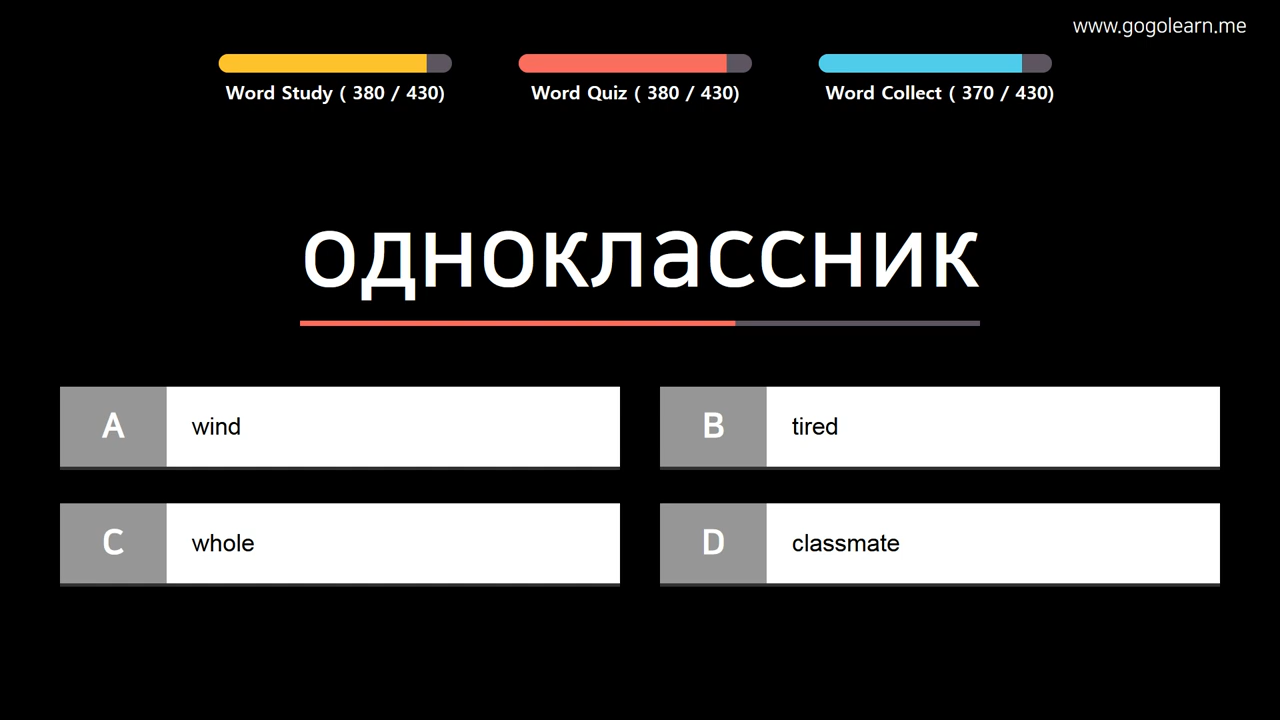 www.gogolearn.me
Word Study ( 380 / 430)
Word Quiz ( 380 / 430)
Word Collect ( 370 / 430)
одноклассник
A wind
B tired
C whole
D classmate